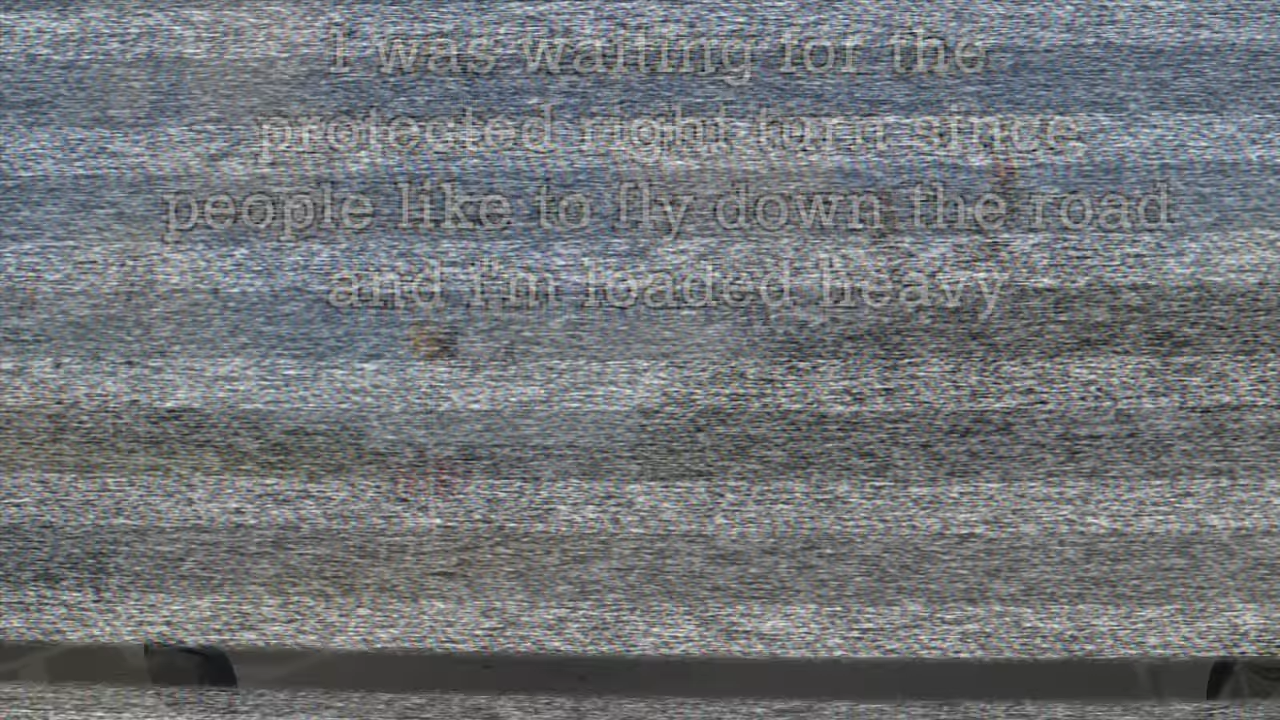 I was waiting for the
protected right turn since
people like to fly down the road
and i'm loaded heavy